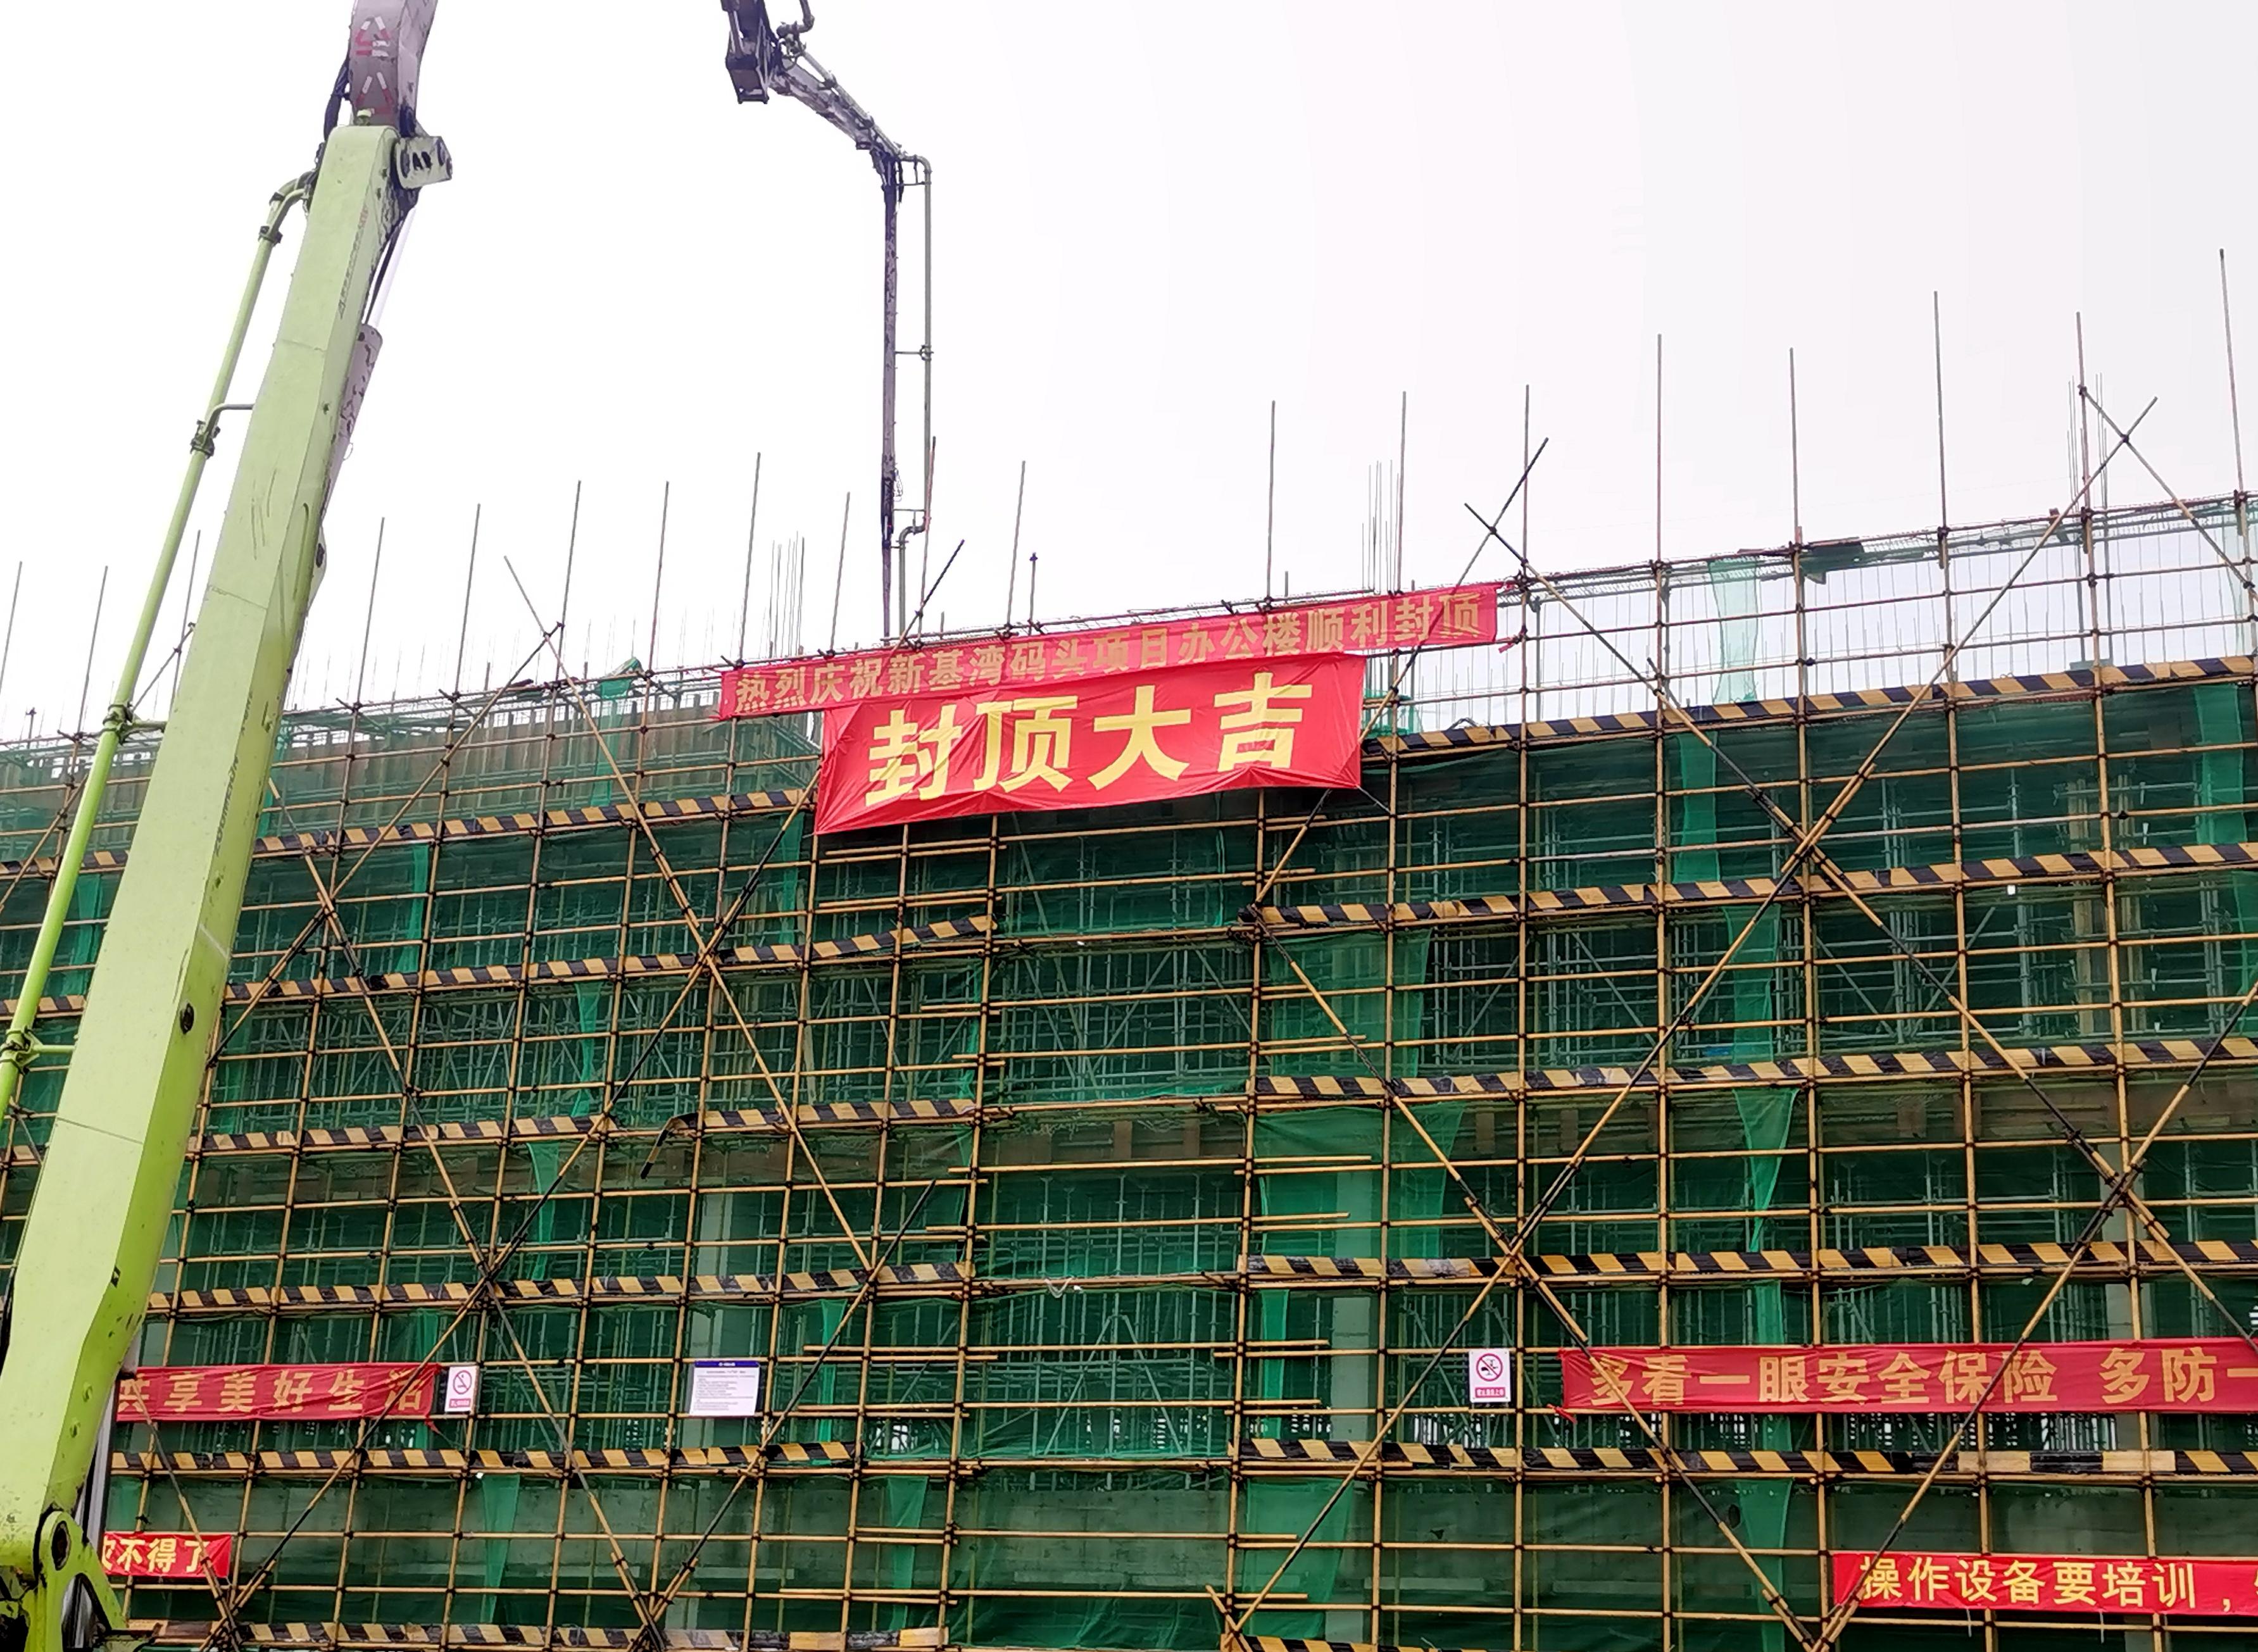 热烈庆祝新基湾码头项目办公楼顺利封顶
封顶大吉
共享美好生活
多看一眼安全保险 多防一
不得了
操作设备要培训，